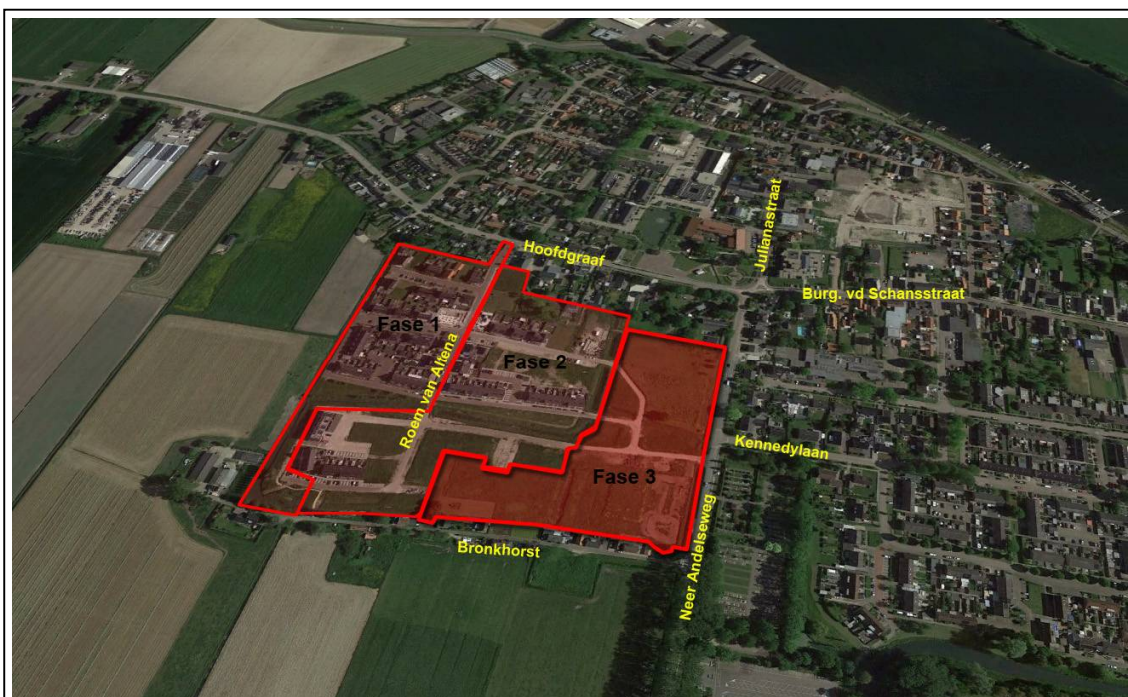 Hoofdgraaf
Julianastraat
Burg. vd Schansstraat
Fase 1
Roem van Altena
Fase 2
Kennedylaan
Fase 3
Neer Andelseweg
Bronkhorst